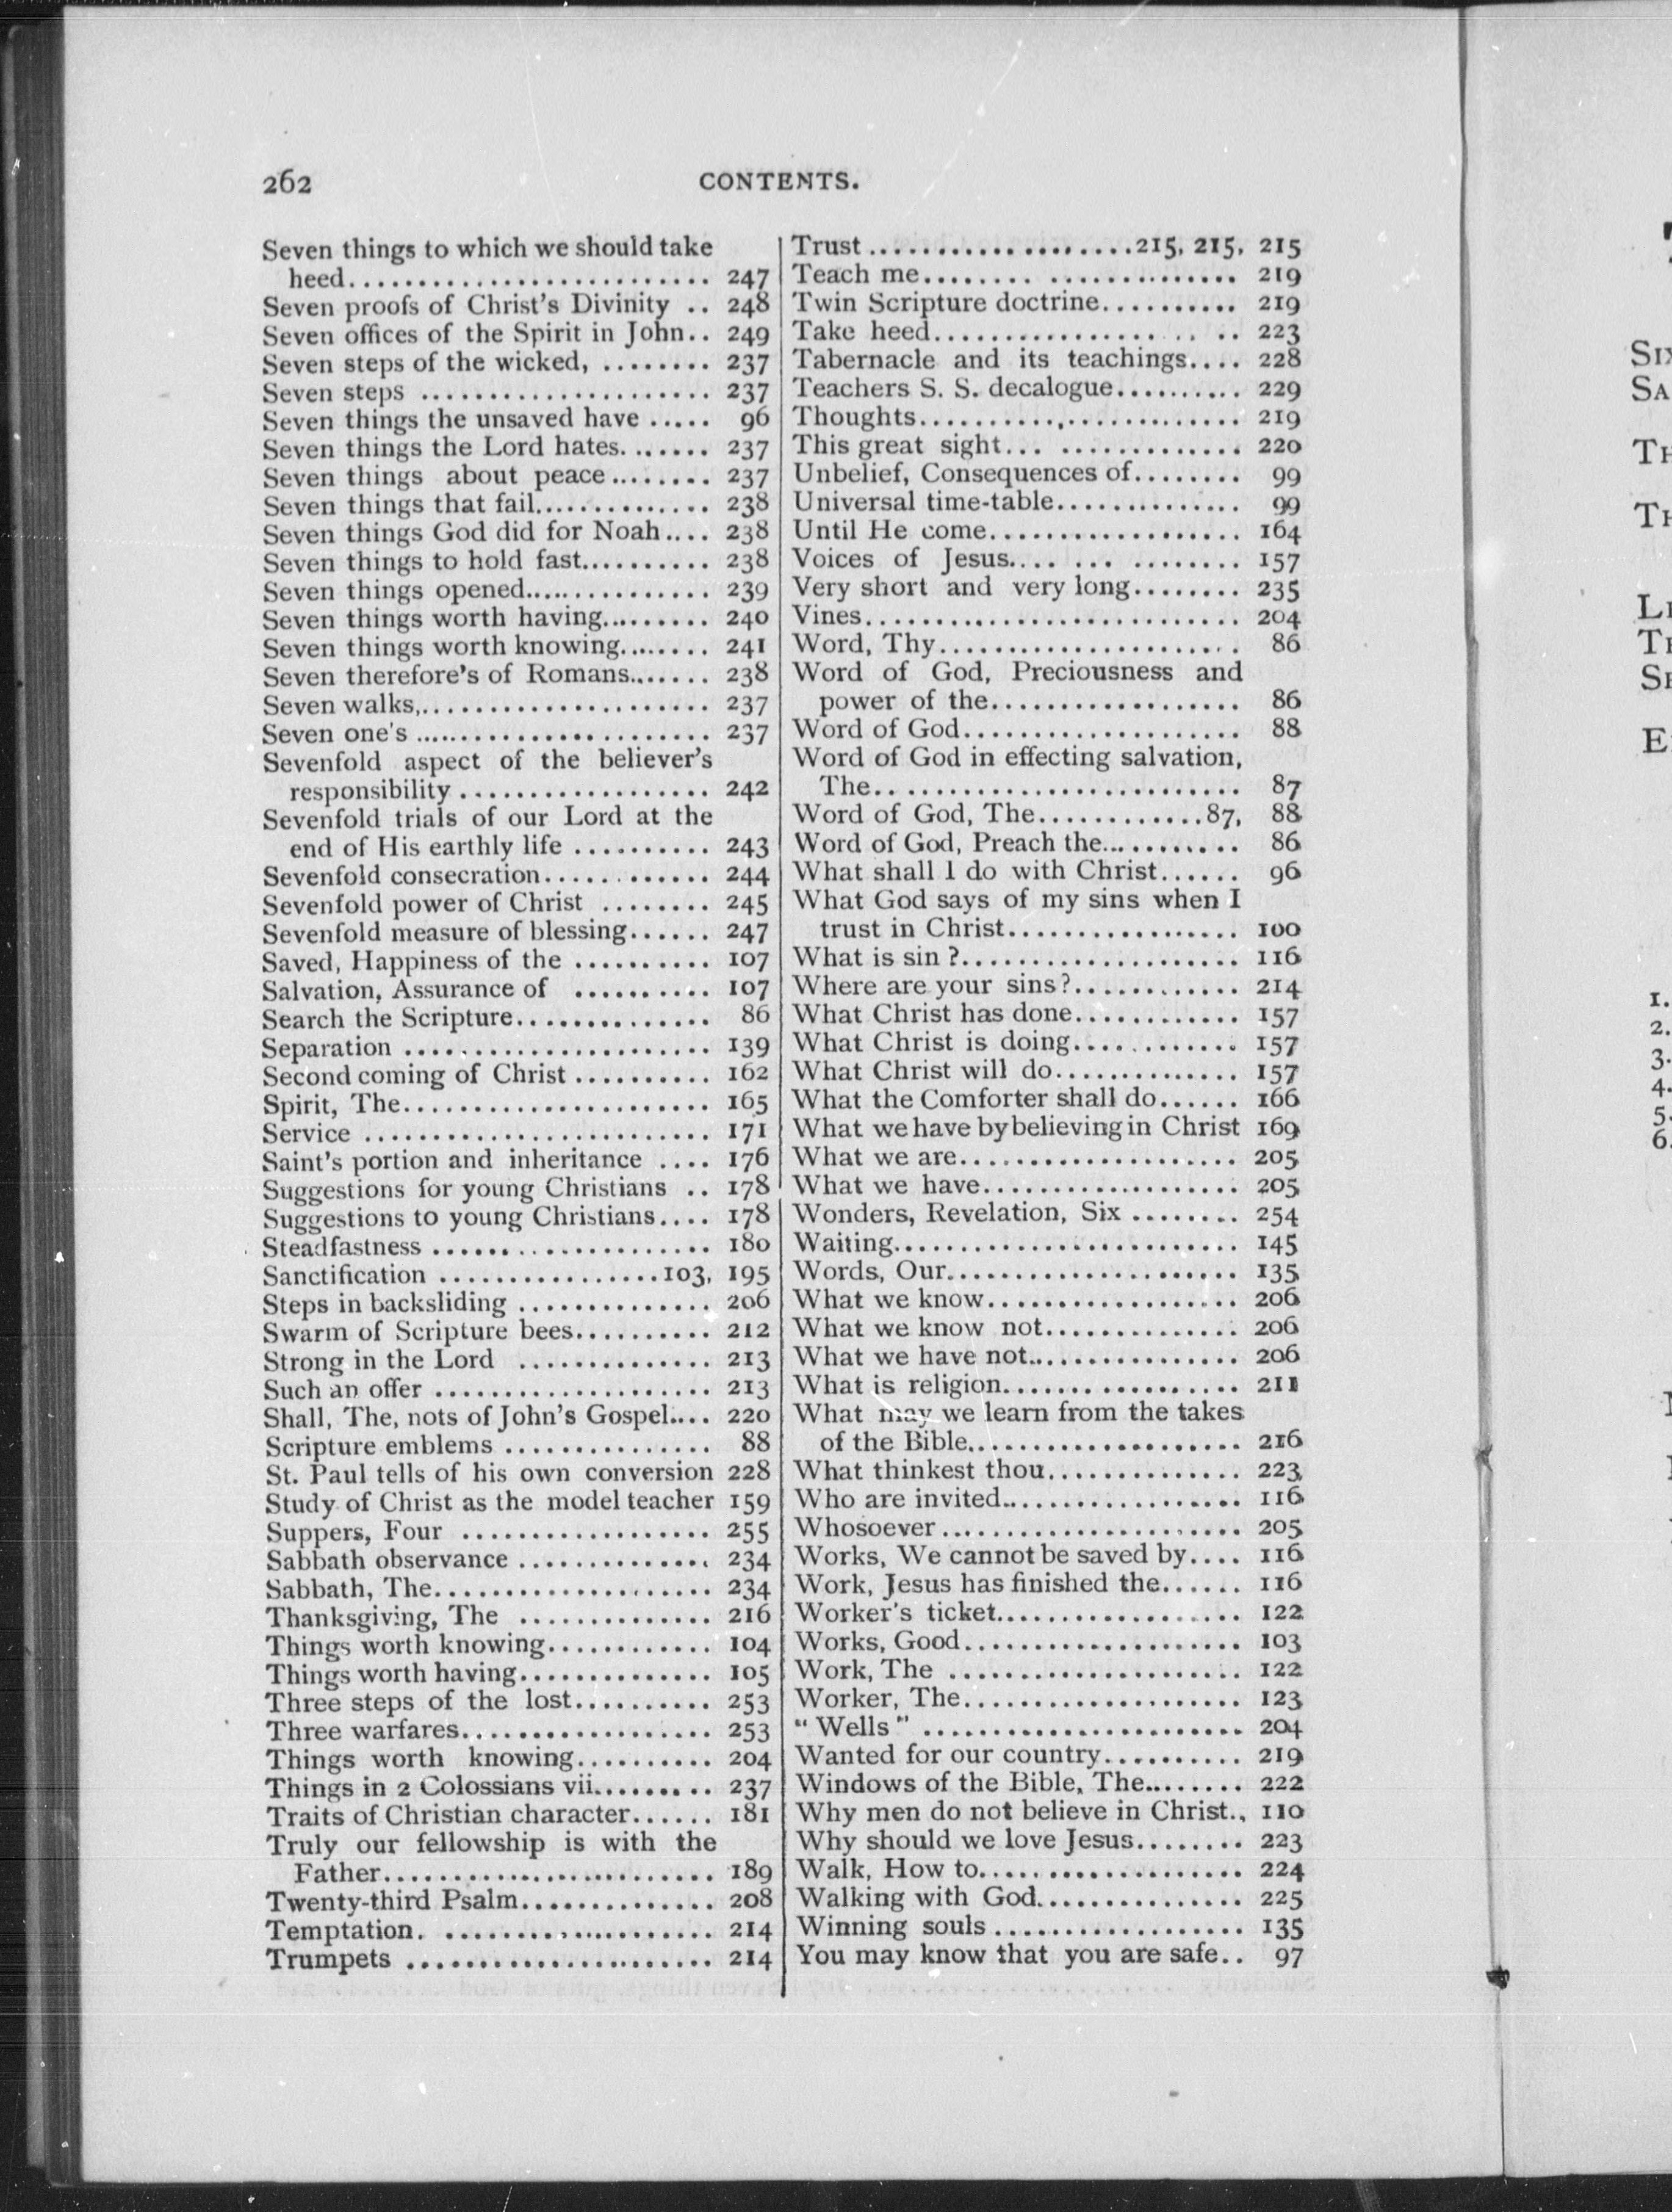 262
CONTENTS.
Seven things to which we should take
heed.......................... 247
Seven proofs of Christ's Divinity .. 248
Seven offices of the Spirit in John.. 249
Seven steps of the wicked, ........ 237
Seven steps ..................... 237
Seven things the unsaved have ..... 96
Seven things the Lord hates. ...... 237
Seven things about peace........ 237
Seven things that fail.............. 238
Seven things God did for Noah.... 238
Seven things to hold fast.......... 238
Seven things opened............... 239
Seven things worth having......... 240
Seven things worth knowing........ 241
Seven therefore's of Romans....... 238
Seven walks,..................... 237
Seven one's ...................... 237
Sevenfold aspect of the believer's
responsibility .................. 242
Sevenfold trials of our Lord at the
end of His earthly life .......... 243
Sevenfold consecration............ 244
Sevenfold power of Christ ........ 245
Sevenfold measure of blessing...... 247
Saved, Happiness of the .......... 107
Salvation, Assurance of .......... 107
Search the Scripture.............. 86
Separation ...................... 139
Second coming of Christ .......... 162
Spirit, The...................... 165
Service ......................... 171
Saint's portion and inheritance .... 176
Suggestions for young Christians .. 178
Suggestions to young Christians.... 178
Steadfastness .................... 180
Sanctification ................103, 195
Steps in backsliding .............. 206
Swarm of Scripture bees.......... 212
Strong in the Lord .............. 213
Such an offer .................... 213
Shall, The, nots of John's Gospel.... 220
Scripture emblems ............... 88
St. Paul tells of his own conversion 228
Study of Christ as the model teacher 159
Suppers, Four .................. 255
Sabbath observance .............. 234
Sabbath, The.................... 234
Thanksgiving, The .............. 216
Things worth knowing............ 104
Things worth having.............. 105
Three steps of the lost.......... 253
Three warfares.................. 253
Things worth knowing.......... 204
Things in 2 Colossians vii......... 237
Traits of Christian character...... 181
Truly our fellowship is with the
Father........................ 189
Twenty-third Psalm.............. 208
Temptation. .................... 214
Trumpets ...................... 214
Trust ...................215, 215, 215
Teach me........ .............. 219
Twin Scripture doctrine.......... 219
Take heed................. . .. 223
Tabernacle and its teachings.... 228
Teachers S. S. decalogue.......... 229
Thoughts.......... ............. 219
This great sight... ............. 220
Unbelief, Consequences of........ 99
Universal time-table.............. 99
Until He come.................. 164
Voices of Jesus.... ... ........ 157
Very short and very long........ 235
Vines........................... 204
Word, Thy...................... 86
Word of God, Preciousness and
power of the.................. 86
Word of God.................... 88
Word of God in effecting salvation,
The.......................... 87
Word of God, The............87, 88
Word of God, Preach the.......... 86
What shall I do with Christ...... 96
What God says of my sins when I
trust in Christ................. 100
What is sin ?.................... 116
Where are your sins?............ 214
What Christ has done............ 157
What Christ is doing............ 157
What Christ will do.............. 157
What the Comforter shall do...... 166
What we have by believing in Christ 169
What we are.................... 205
What we have................... 205
Wonders, Revelation, Six ........ 254
Waiting......................... 145
Words, Our..................... 135
What we know.................. 206
What we know not.............. 206
What we have not................ 206
What is religion................. 211
What may we learn from the takes
of the Bible.................... 216
What thinkest thou.............. 223
Who are invited.................. 116
Whosoever...................... 205
Works, We cannot be saved by.... 116
Work, Jesus has finished the...... 116
Worker's ticket.................. 122
Works, Good.................... 103
Work, The ..................... 122
Worker, The.................... 123
"Wells" ....................... 204
Wanted for our country.......... 219
Windows of the Bible, The........ 222
Why men do not believe in Christ.. 110
Why should we love Jesus........ 223
Walk, How to................... 224
Walking with God............... 225
Winning souls .................. 135
You may know that you are safe.. 97
1.
2.
3.
4.
5.
6.